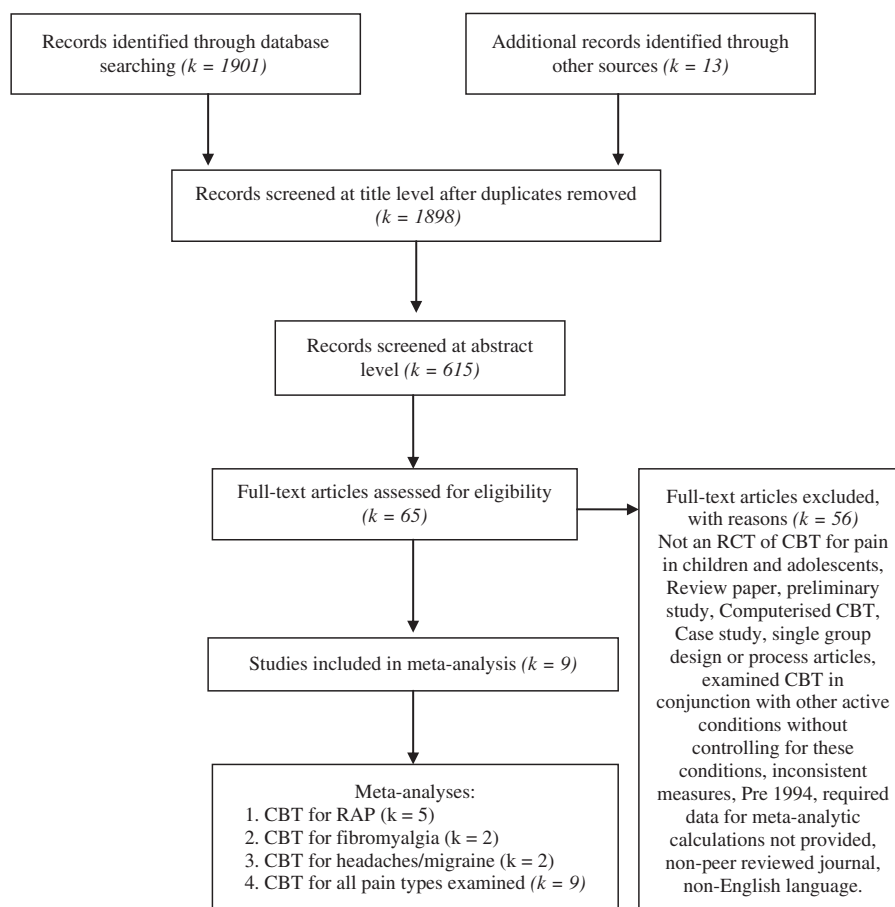 Records identified through database
searching (k = 1901)
Additional records identified through
other sources (k = 13)
Records screened at title level after duplicates removed
(k = 1898)
Records screened at abstract
level (k = 615)
Full-text articles assessed for eligibility
(k = 65)
Full-text articles excluded,
with reasons (k = 56)
Not an RCT of CBT for pain
in children and adolescents,
Review paper, preliminary
study, Computerised CBT,
Case study, single group
design or process articles,
examined CBT in
conjunction with other active
conditions without
controlling for these
conditions, inconsistent
measures, Pre 1994, required
data for meta-analytic
calculations not provided,
non-peer reviewed journal,
non-English language.
Studies included in meta-analysis (k = 9)
Meta-analyses:
1. CBT for RAP (k = 5)
2. CBT for fibromyalgia (k = 2)
3. CBT for headaches/migraine (k = 2)
4. CBT for all pain types examined (k = 9)